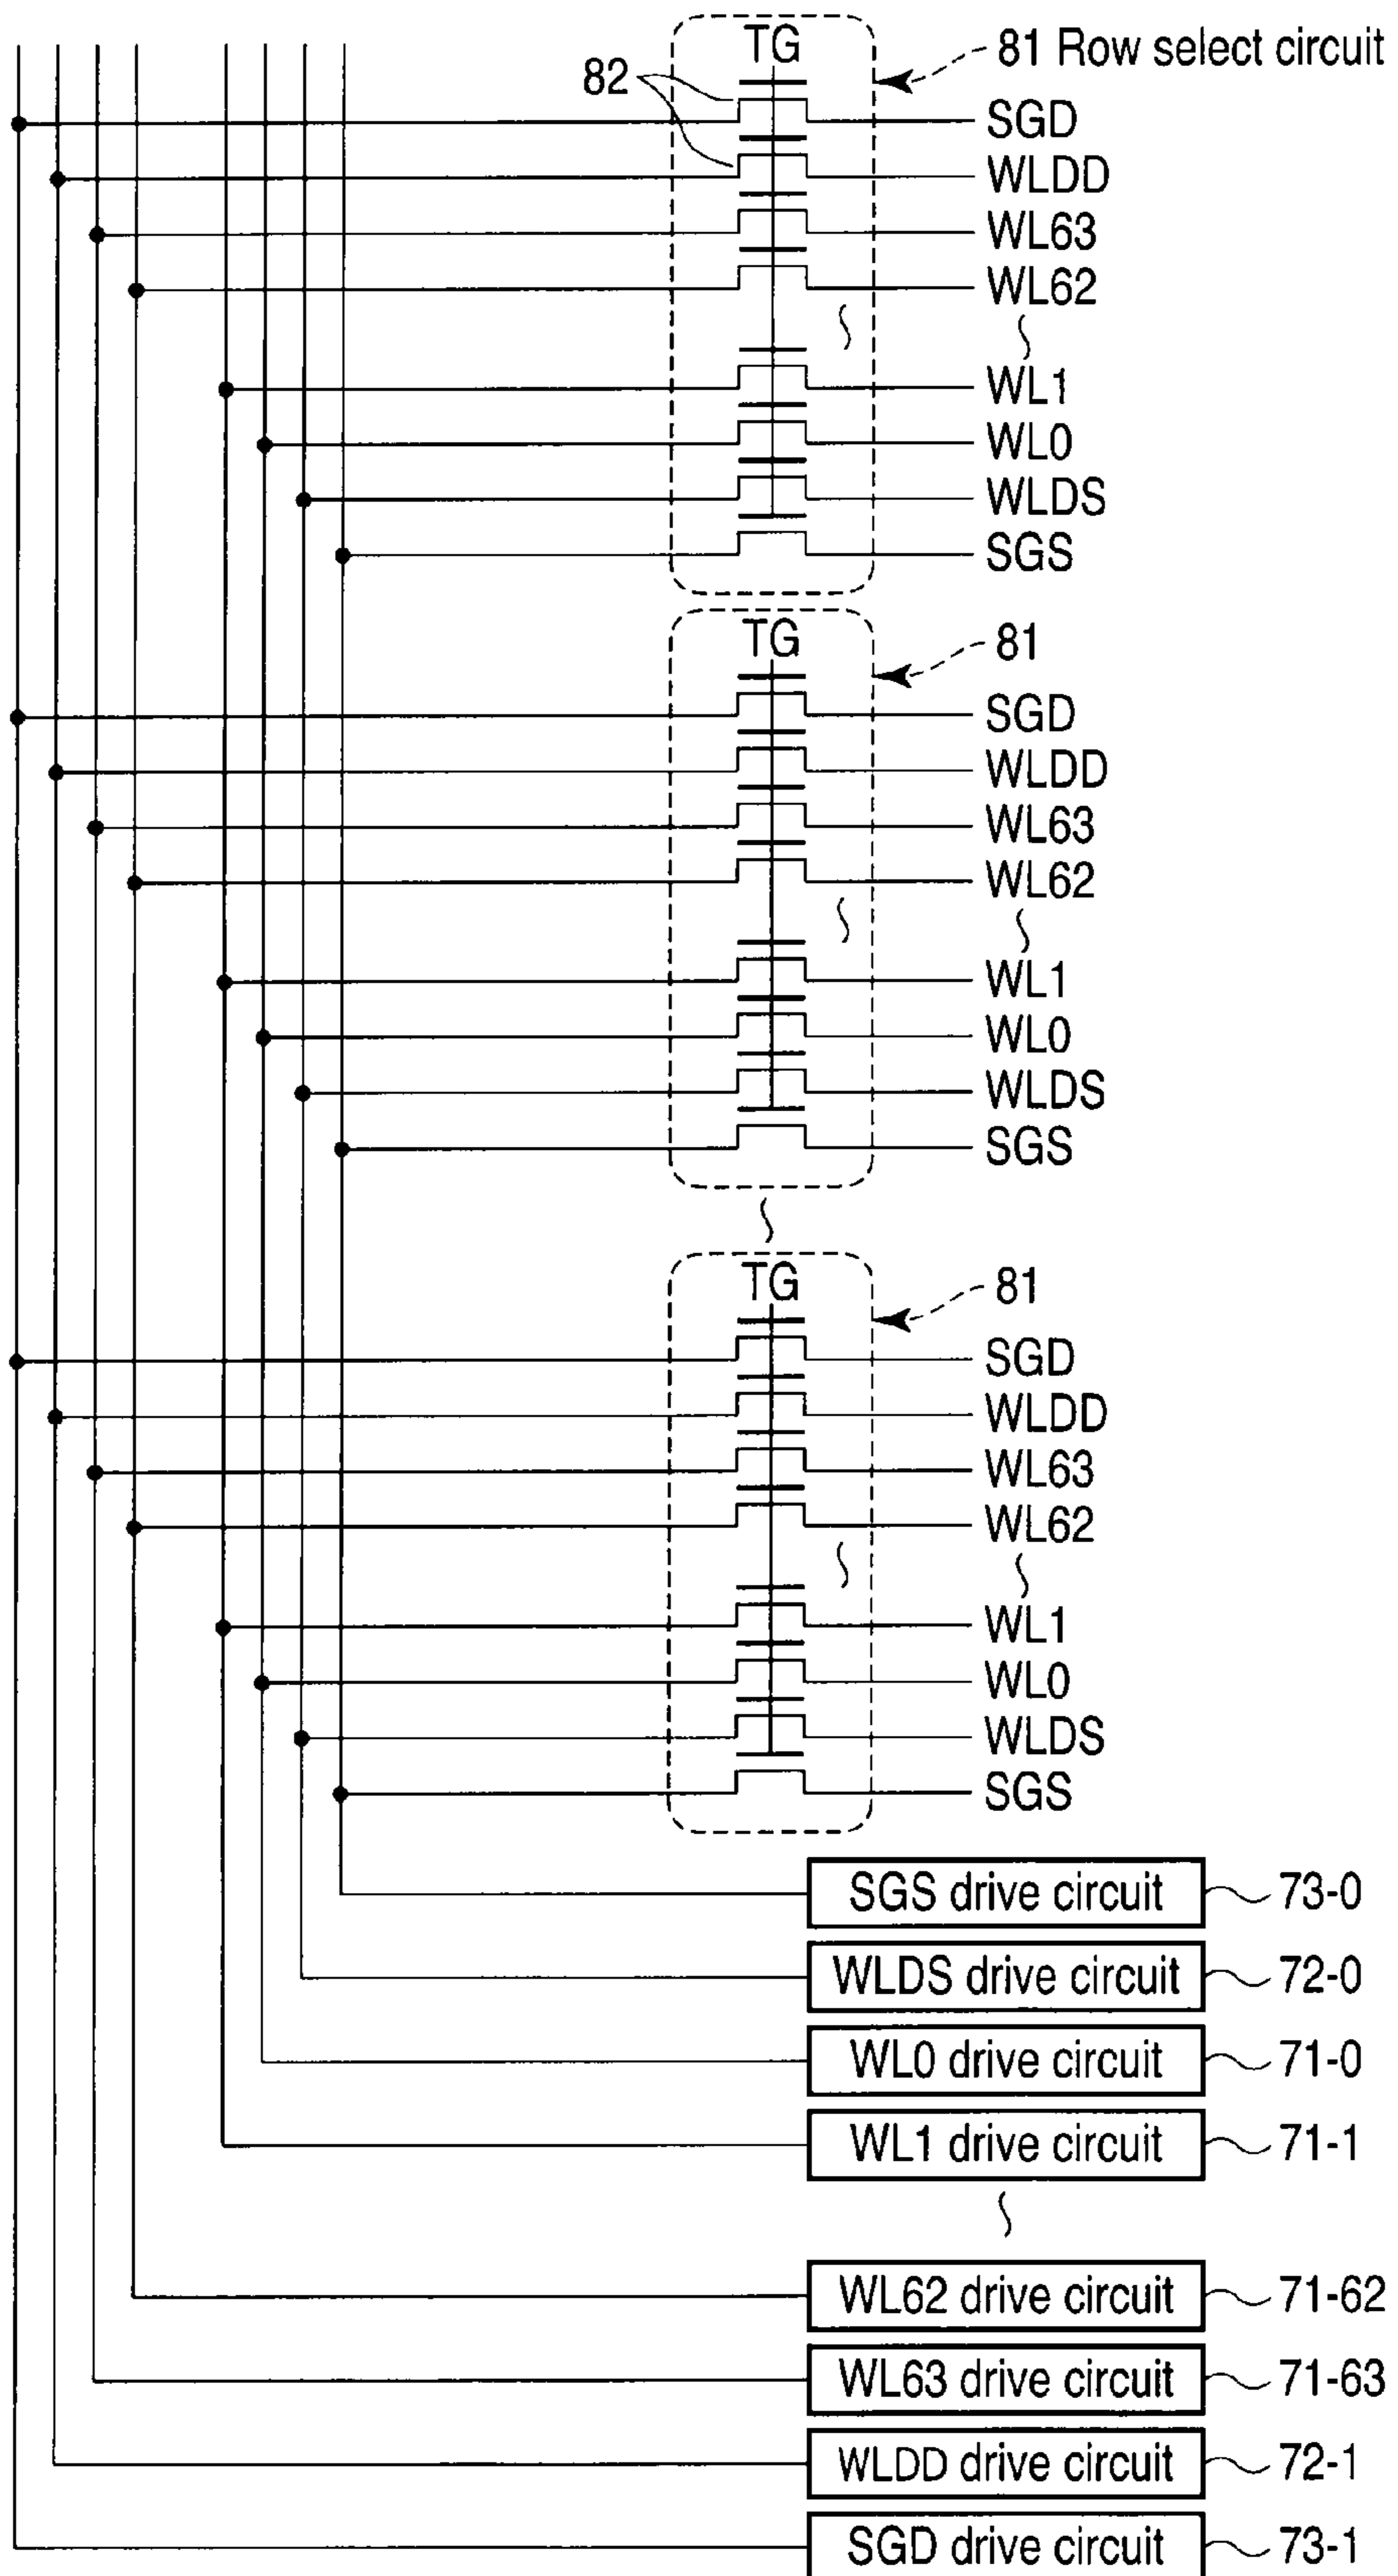 TG
81 Row select circuit
82
SGD
WLDD
WL63
WL62
WL1
WL0
WLDS
SGS
TG
81
SGD
WLDD
WL63
WL62
WL1
WL0
WLDS
SGS
TG
81
SGD
WLDD
WL63
WL62
WL1
WL0
WLDS
SGS
SGS drive circuit 73-0
WLDS drive circuit 72-0
WL0 drive circuit 71-0
WL1 drive circuit 71-1
WL62 drive circuit 71-62
WL63 drive circuit 71-63
WLDD drive circuit 72-1
SGD drive circuit 73-1